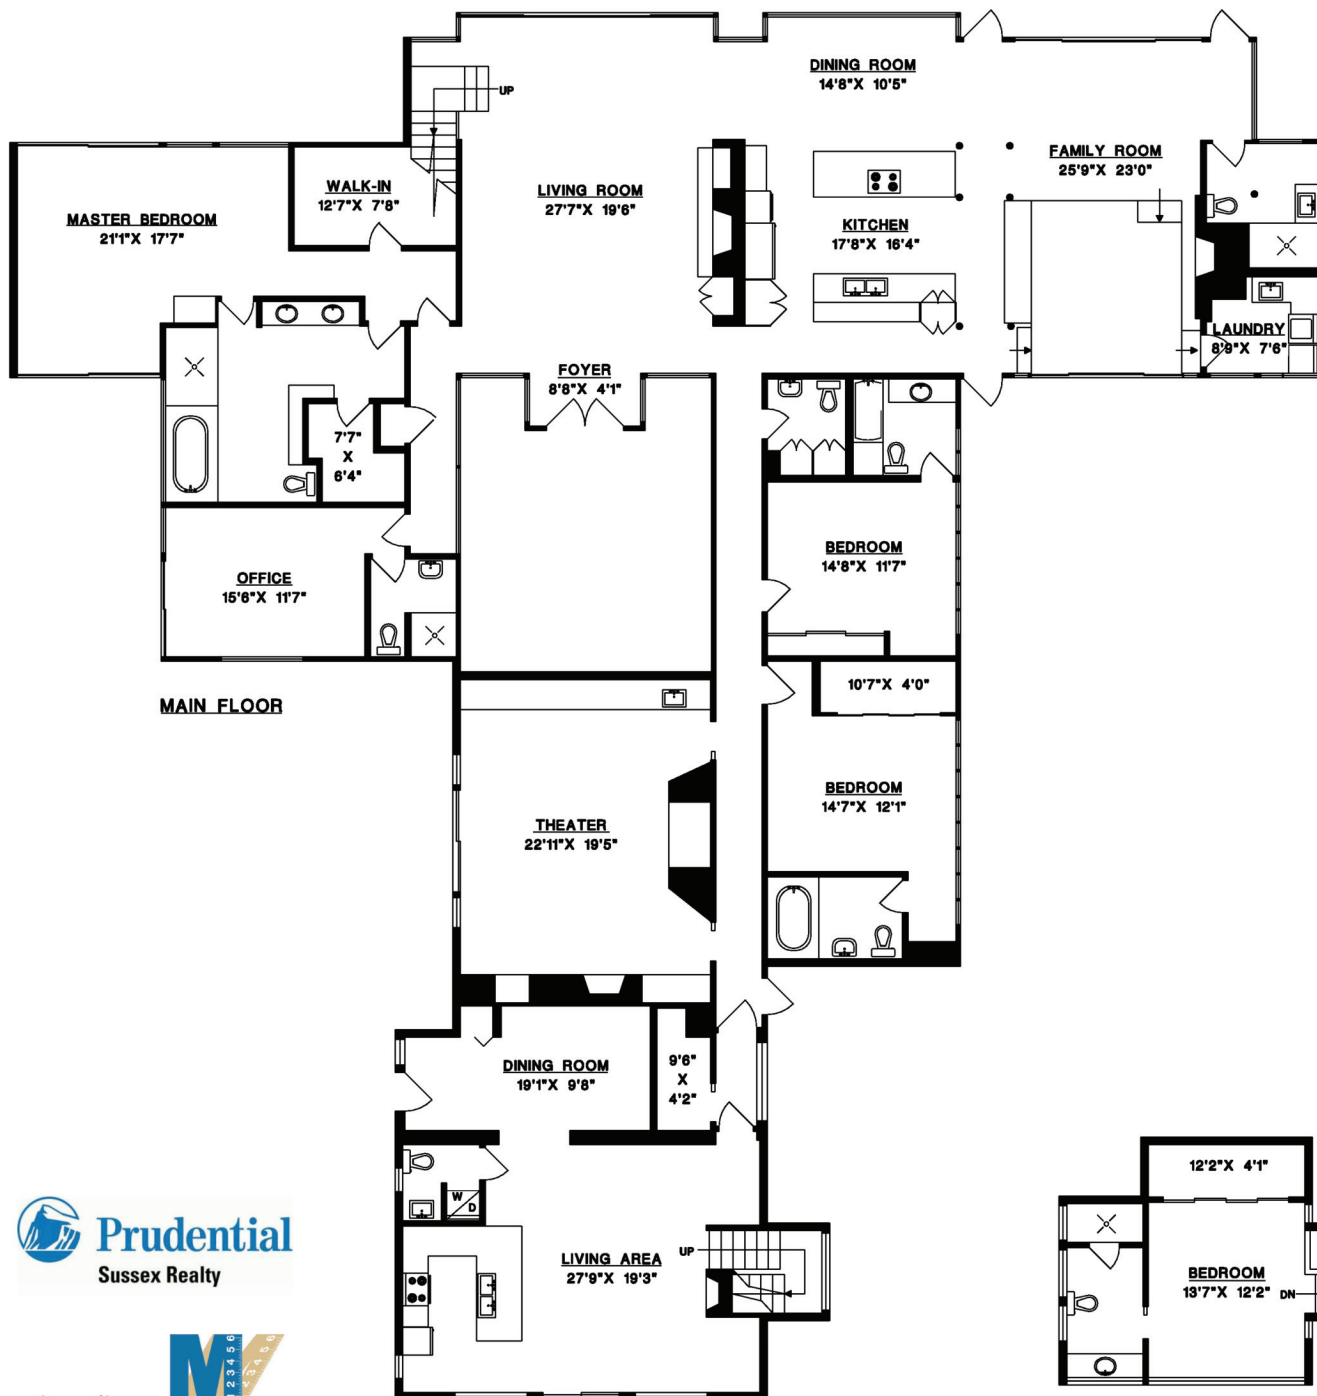 DINING ROOM
14'8"X 10'5"
UP
FAMILY ROOM
25'9"X 23'0"
WALK-IN
12'7"X 7'8"
LIVING ROOM
27'7"X 19'6"
MASTER BEDROOM
21'1"X 17'7"
KITCHEN
17'8"X 16'4"
LAUNDRY
8'9"X 7'6"
FOYER
8'8"X 4'1"
7'7"
X
6'4"
BEDROOM
14'8"X 11'7"
OFFICE
15'6"X 11'7"
MAIN FLOOR
10'7"X 4'0"
BEDROOM
14'7"X 12'1"
THEATER
22'11"X 19'5"
DINING ROOM
19'1"X 9'8"
9'6"
X
4'2"
W
D
LIVING AREA
27'9"X 19'3"
UP
12'2"X 4'1"
BEDROOM
13'7"X 12'2"
DN
Prudential
Sussex Realty
M
23456
23456